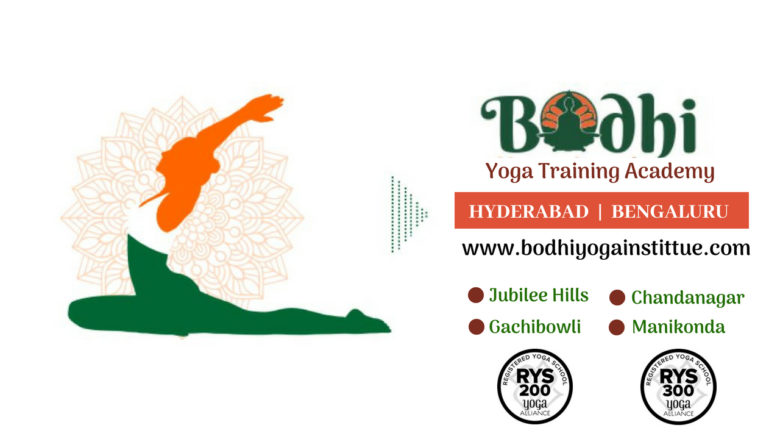 Bodhi
Yoga Training Academy
HYDERABAD | BENGALURU
www.bodhiyogainstittue.com
Jubilee Hills
Chandanagar
Gachibowli
Manikonda
REGISTERED YOGA SCHOOL
RYS
200
yoga
ALLIANCE
REGISTERED YOGA SCHOOL
RYS
300
yoga
ALLIANCE